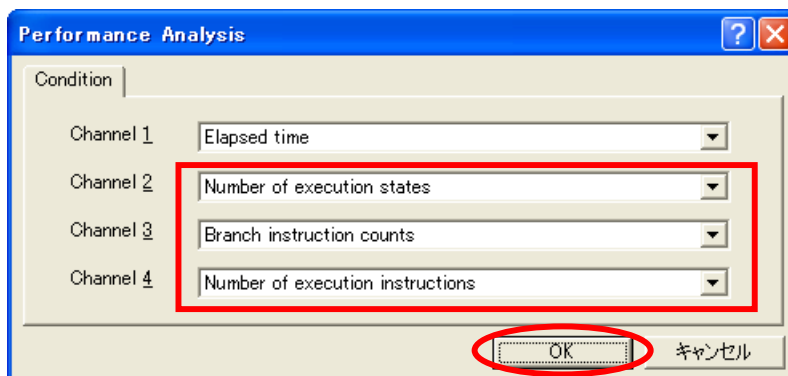 Performance Analysis
Condition
Channel 1 Elapsed time
Channel 2 Number of execution states
Channel 3 Branch instruction counts
Channel 4 Number of execution instructions
OK キャンセル